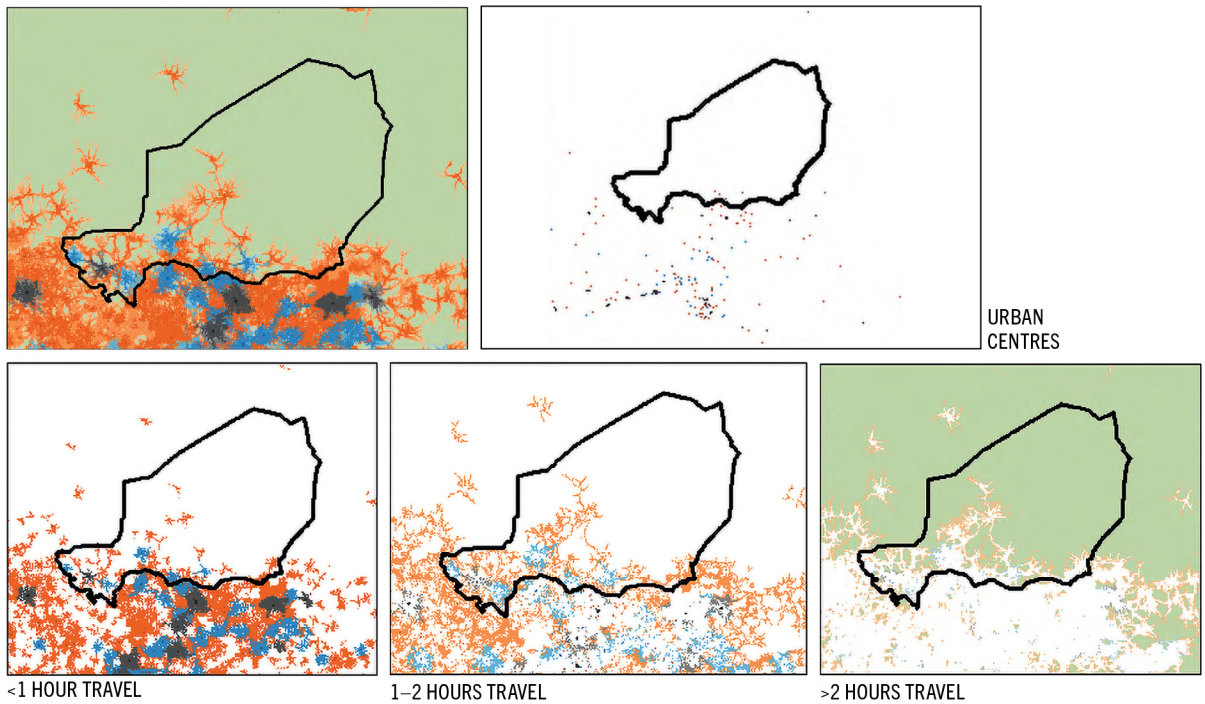 URBAN
CENTRES
<1 HOUR TRAVEL
1–2 HOURS TRAVEL
>2 HOURS TRAVEL